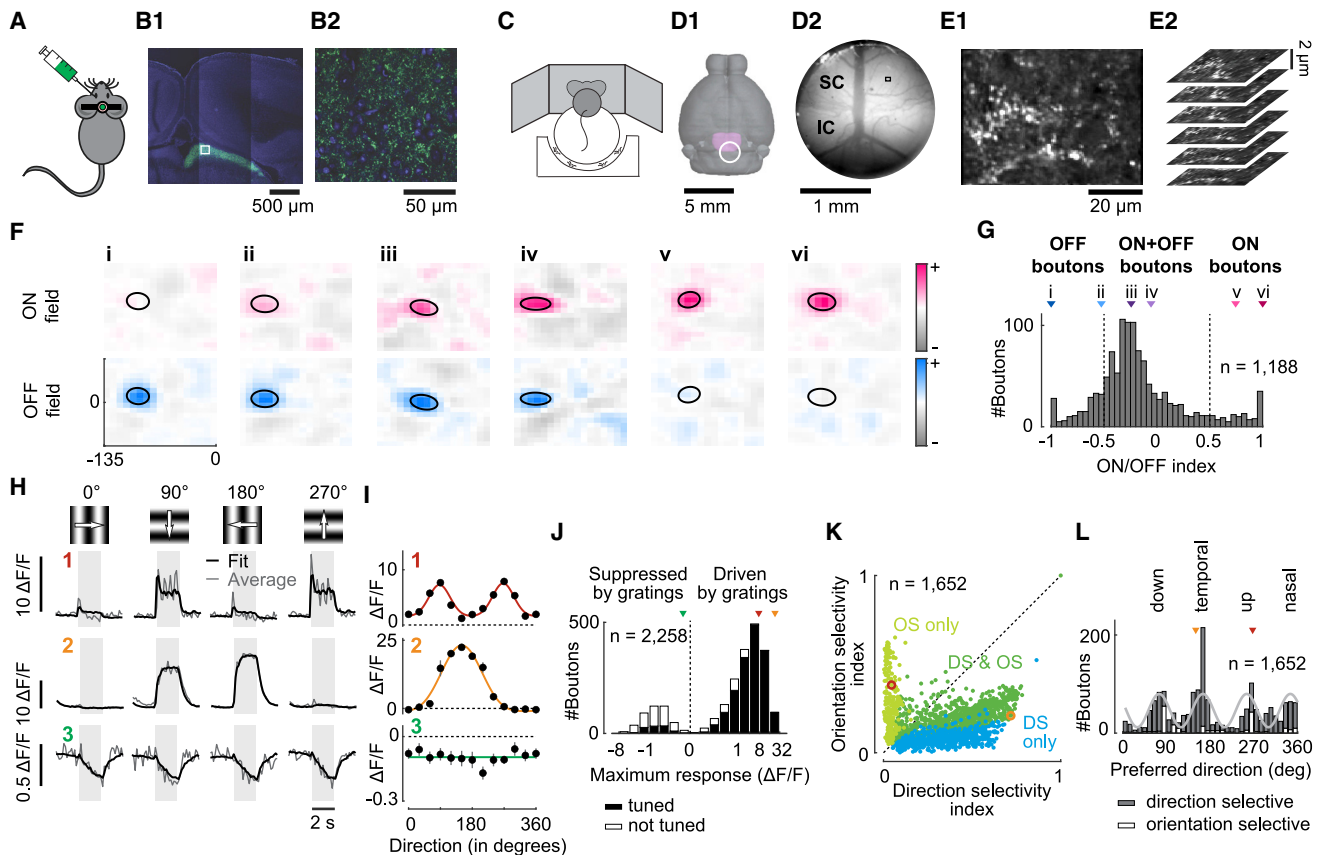 A
B1
B2
C
D1
D2
E1
E2
500 µm
50 µm
5 mm
SC
IC
1 mm
20 µm
2 µm
F
i
ii
iii
iv
v
vi
ON field
OFF field
0
-135
0
+
-
+
-
G
OFF boutons
ON+OFF boutons
ON boutons
i
ii
iii
iv
v
vi
n = 1,188
#Boutons
100
0
-1
-0.5
0
0.5
1
ON/OFF index
H
0°
90°
180°
270°
1
Fit
Average
10 ΔF/F
2
10 ΔF/F
3
0.5 ΔF/F
2 s
I
1
10
0
ΔF/F
2
25
0
ΔF/F
3
0
-0.3
ΔF/F
0
180
360
Direction (in degrees)
J
Suppressed by gratings
Driven by gratings
n = 2,258
#Boutons
500
0
-8
-1
1
8
32
Maximum response (ΔF/F)
tuned
not tuned
K
n = 1,652
OS only
DS & OS
DS only
Orientation selectivity index
1
0
0
1
Direction selectivity index
L
down
temporal
up
nasal
n = 1,652
#Boutons
200
0
0
90
180
270
360
Preferred direction (deg)
direction selective
orientation selective